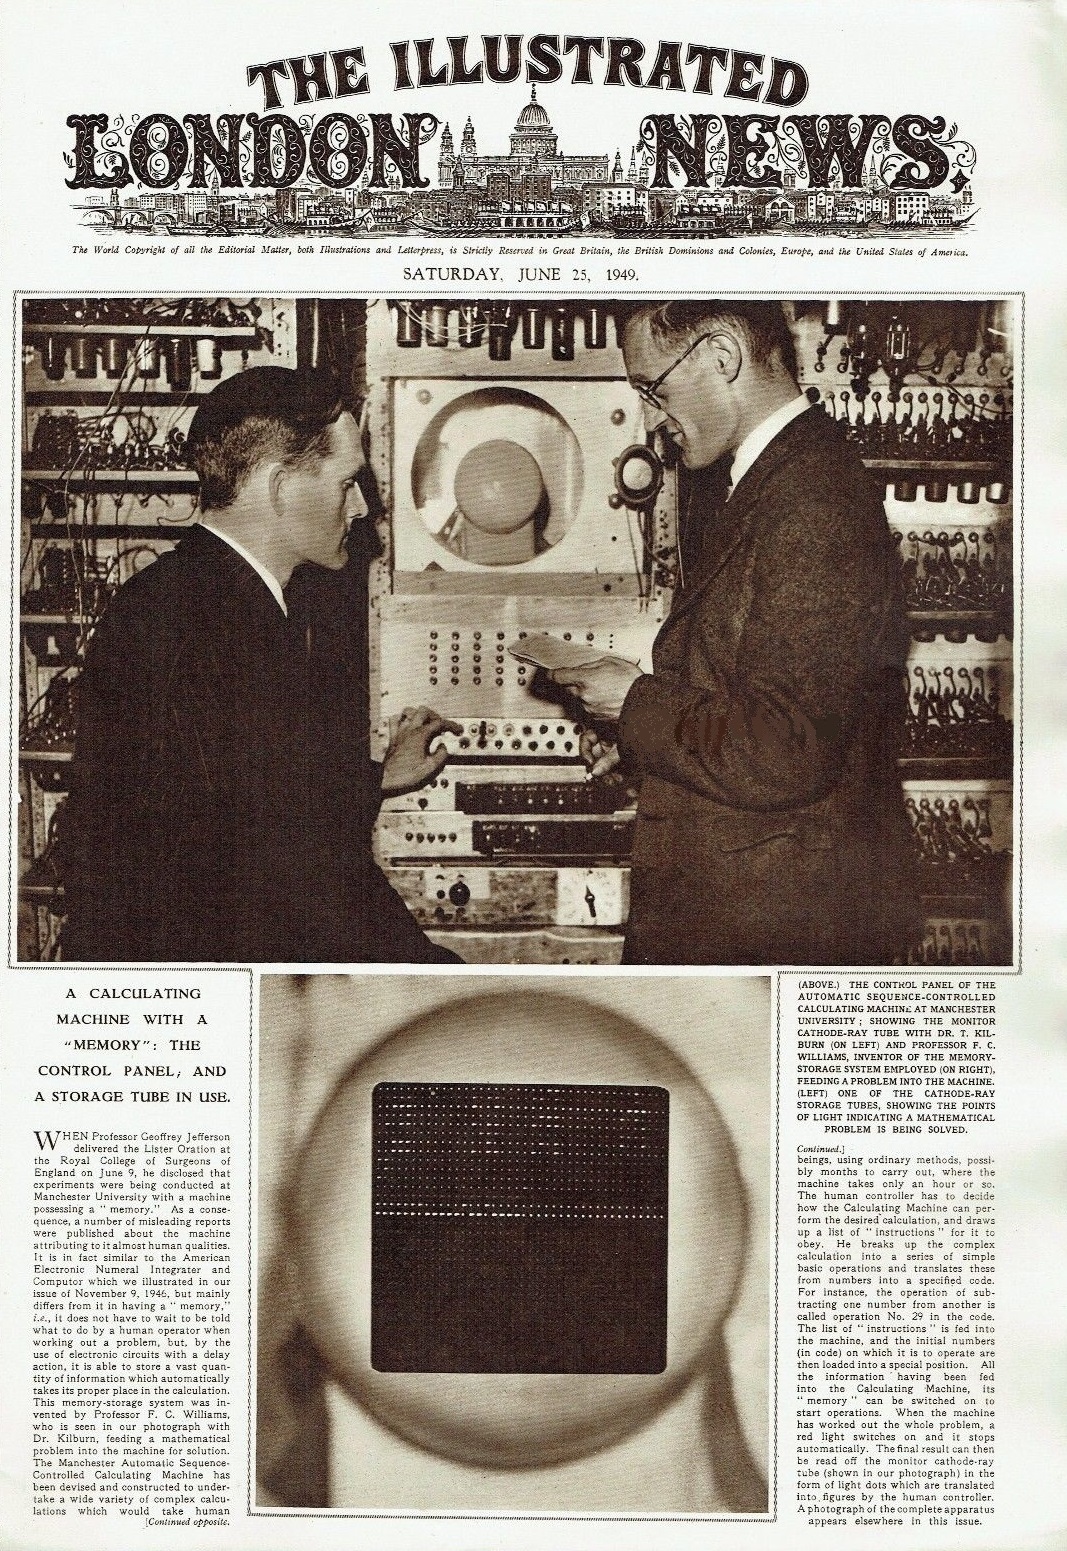 THE ILLUSTRATED
LONDON NEWS.
The World Copyright of all the Editorial Matter, both Illustrations and Letterpress, is Strictly Reserved in Great Britain, the British Dominions and Colonies, Europe, and the United States of America.
SATURDAY, JUNE 25, 1949.
A CALCULATING
MACHINE WITH A
"MEMORY": THE
CONTROL PANEL; AND
A STORAGE TUBE IN USE.
WHEN Professor Geoffrey Jefferson
delivered the Lister Oration at
the Royal College of Surgeons of
England on June 9, he disclosed that
experiments were being conducted at
Manchester University with a machine
possessing a " memory." As a conse-
quence, a number of misleading reports
were published about the machine
attributing to it almost human qualities.
It is in fact similar to the American
Electronic Numeral Integrater and
Computor which we illustrated in our
issue of November 9, 1946, but mainly
differs from it in having a " memory,"
i.e., it does not have to wait to be told
what to do by a human operator when
working out a problem, but, by the
use of electronic circuits with a delay
action, it is able to store a vast quan-
tity of information which automatically
takes its proper place in the calculation.
This memory-storage system was in-
vented by Professor F. C. Williams,
who is seen in our photograph with
Dr. Kilburn, feeding a mathematical
problem into the machine for solution.
The Manchester Automatic Sequence-
Controlled Calculating Machine has
been devised and constructed to under-
take a wide variety of complex calcu-
lations which would take human
[Continued opposite.
(ABOVE.) THE CONTROL PANEL OF THE
AUTOMATIC SEQUENCE-CONTROLLED
CALCULATING MACHINE AT MANCHESTER
UNIVERSITY; SHOWING THE MONITOR
CATHODE-RAY TUBE WITH DR. T. KIL-
BURN (ON LEFT) AND PROFESSOR F. C.
WILLIAMS, INVENTOR OF THE MEMORY-
STORAGE SYSTEM EMPLOYED (ON RIGHT),
FEEDING A PROBLEM INTO THE MACHINE.
(LEFT) ONE OF THE CATHODE-RAY
STORAGE TUBES, SHOWING THE POINTS
OF LIGHT INDICATING A MATHEMATICAL
PROBLEM IS BEING SOLVED.
Continued.]
beings, using ordinary methods, possi-
bly months to carry out, where the
machine takes only an hour or so.
The human controller has to decide
how the Calculating Machine can per-
form the desired calculation, and draws
up a list of " instructions " for it to
obey. He breaks up the complex
calculation into a series of simple
basic operations and translates these
from numbers into a specified code.
For instance, the operation of sub-
tracting one number from another is
called operation No. 29 in the code.
The list of " instructions " is fed into
the machine, and the initial numbers
(in code) on which it is to operate are
then loaded into a special position. All
the information having been fed
into the Calculating Machine, its
" memory " can be switched on to
start operations. When the machine
has worked out the whole problem, a
red light switches on and it stops
automatically. The final result can then
be read off the monitor cathode-ray
tube (shown in our photograph) in the
form of light dots which are translated
into figures by the human controller.
A photograph of the complete apparatus
appears elsewhere in this issue.